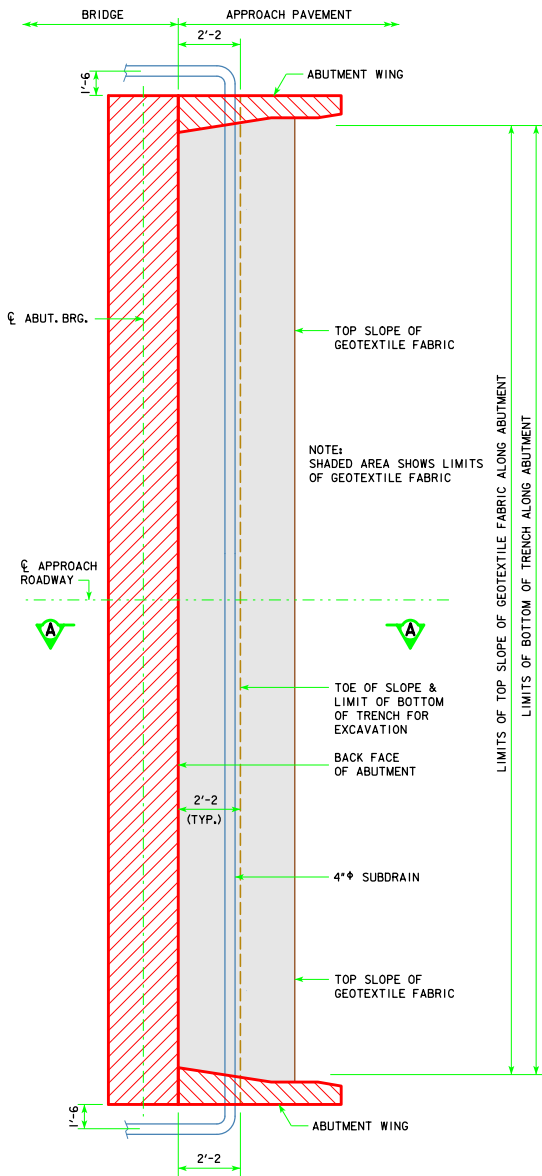 BRIDGE
APPROACH PAVEMENT
2'-2
1'-6
ABUTMENT WING
℄ ABUT. BRG.
TOP SLOPE OF
GEOTEXTILE FABRIC
NOTE:
SHADED AREA SHOWS LIMITS
OF GEOTEXTILE FABRIC
LIMITS OF TOP SLOPE OF GEOTEXTILE FABRIC ALONG ABUTMENT
LIMITS OF BOTTOM OF TRENCH ALONG ABUTMENT
℄ APPROACH
ROADWAY
A
A
TOE OF SLOPE &
LIMIT OF BOTTOM
OF TRENCH FOR
EXCAVATION
BACK FACE
OF ABUTMENT
2'-2
(TYP.)
4"ϕ SUBDRAIN
TOP SLOPE OF
GEOTEXTILE FABRIC
1'-6
ABUTMENT WING
2'-2